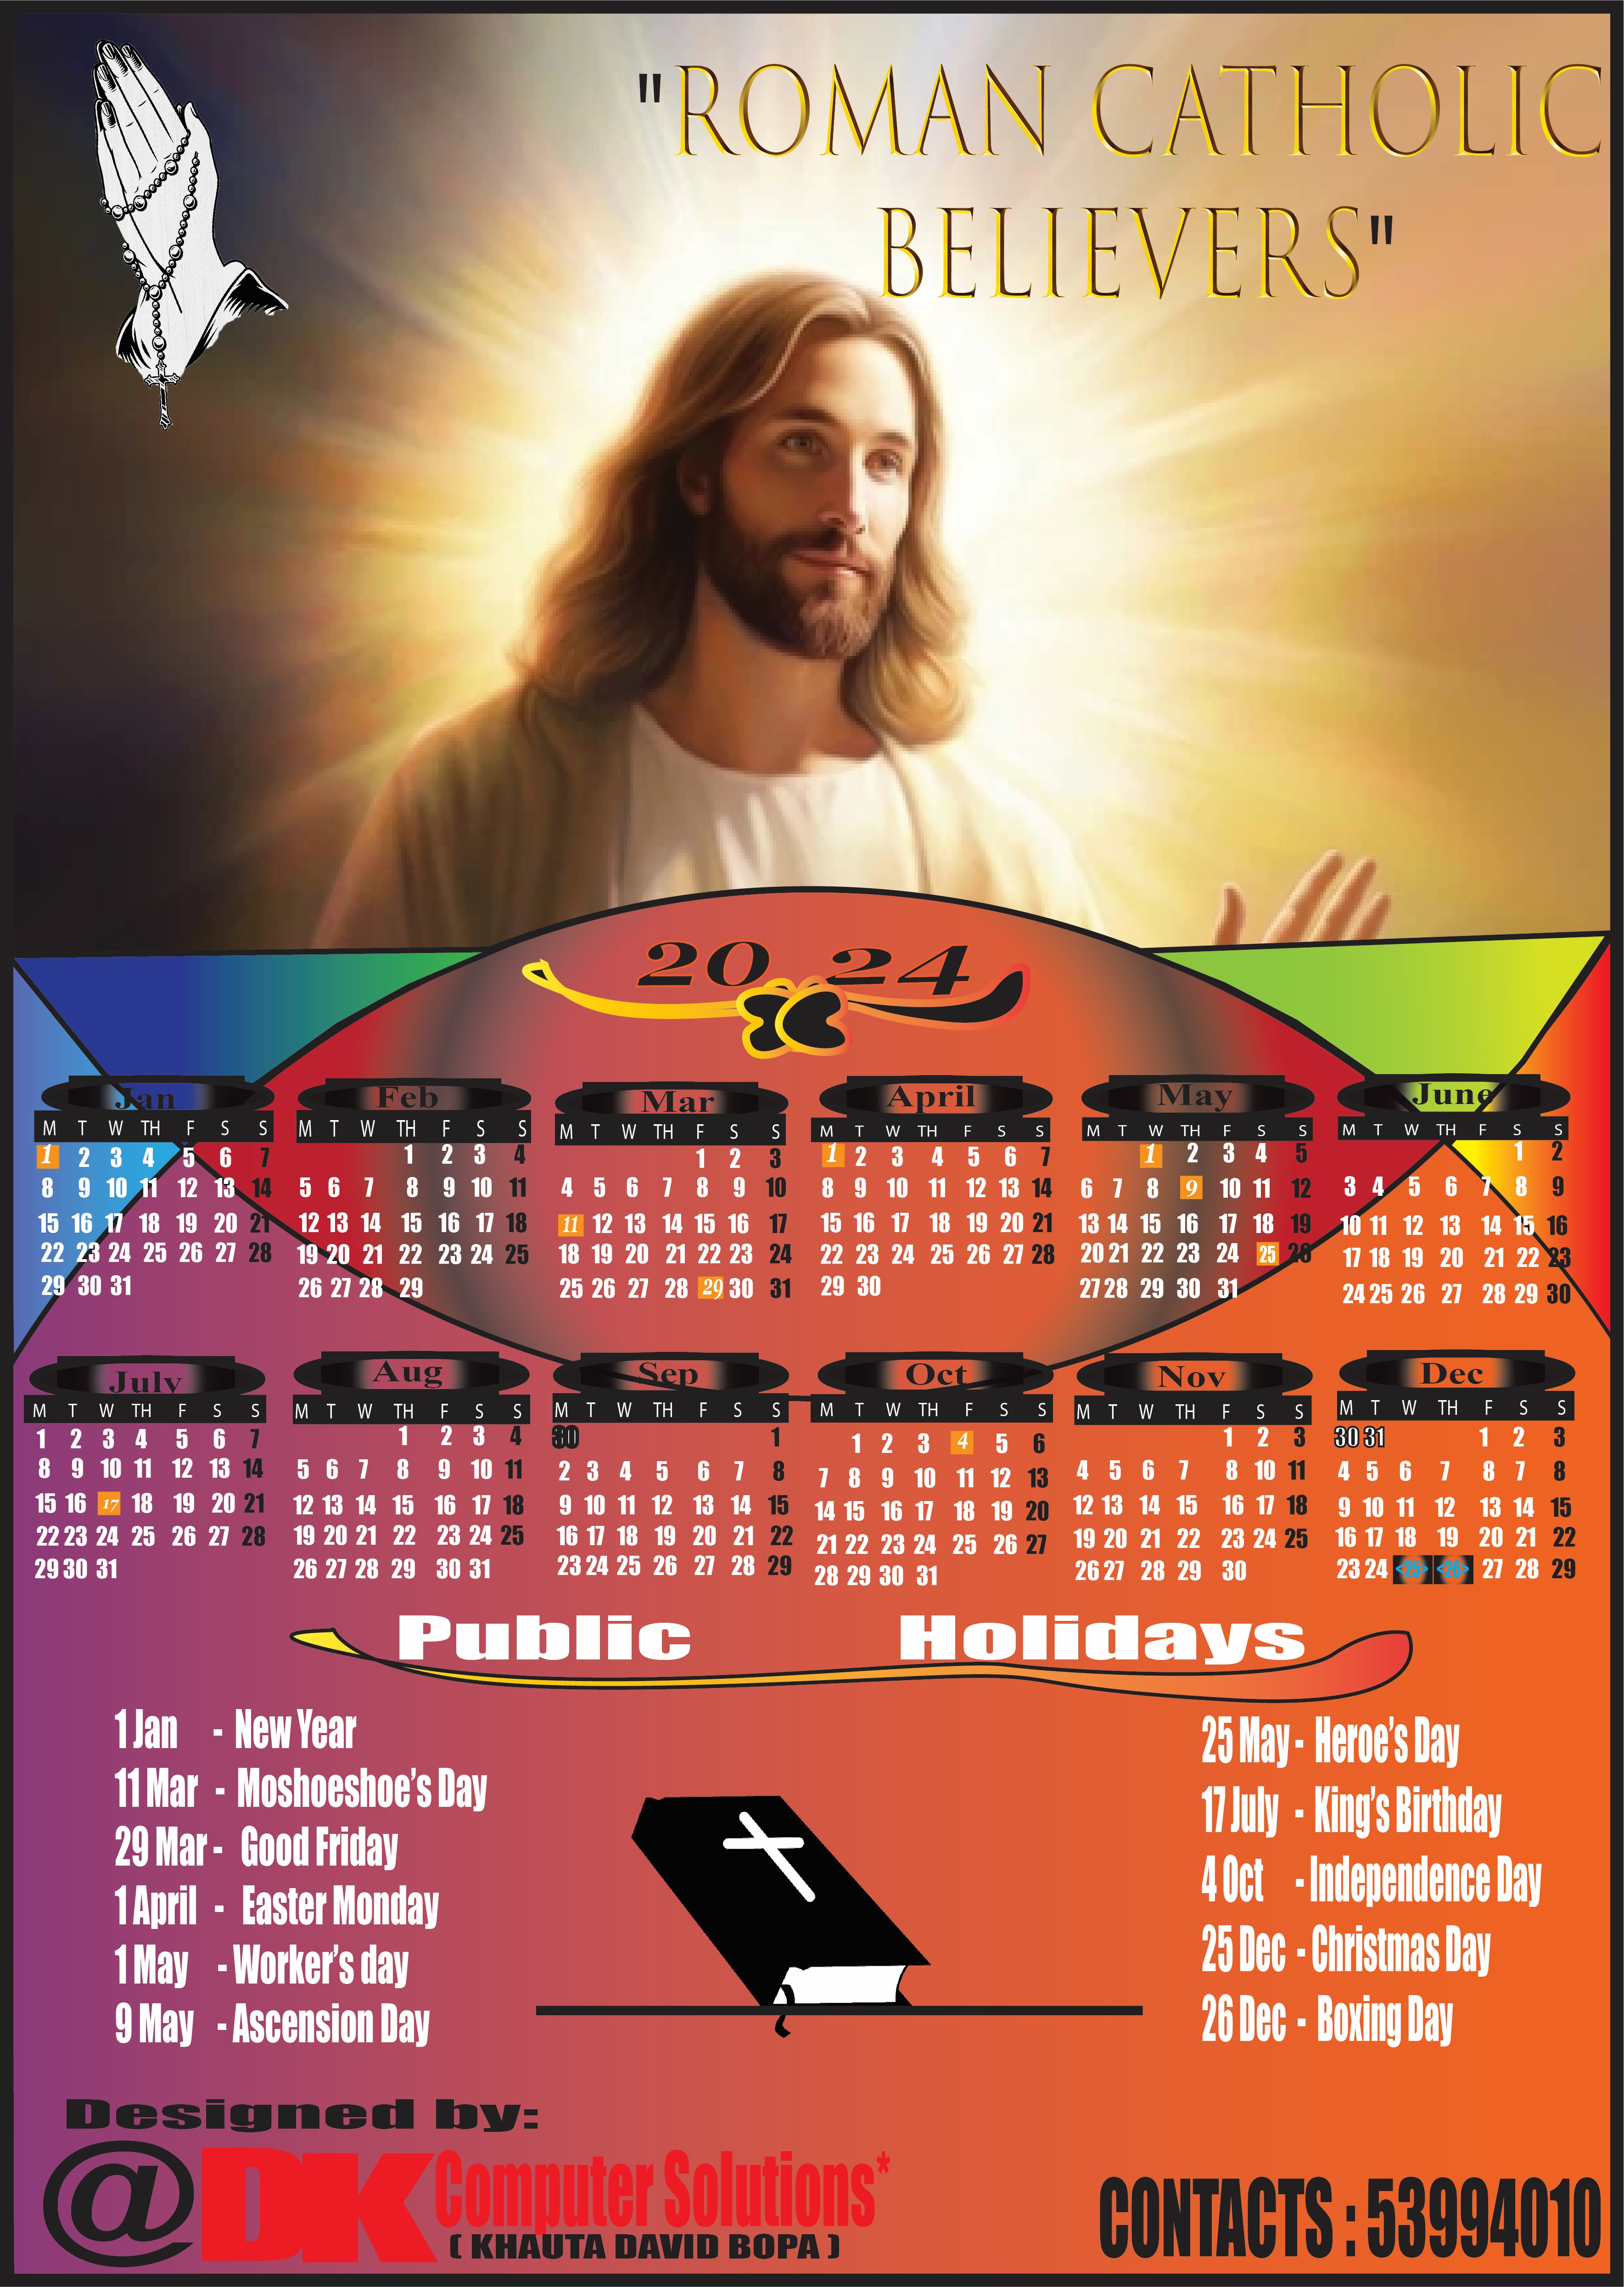 "ROMAN CATHOLIC
BELIEVERS"
20 24
Jan
M T W TH F S S
1 2 3 4 5 6 7
8 9 10 11 12 13 14
15 16 17 18 19 20 21
22 23 24 25 26 27 28
29 30 31
Feb
M T W TH F S S
1 2 3 4
5 6 7 8 9 10 11
12 13 14 15 16 17 18
19 20 21 22 23 24 25
26 27 28 29
Mar
M T W TH F S S
1 2 3
4 5 6 7 8 9 10
11 12 13 14 15 16 17
18 19 20 21 22 23 24
25 26 27 28 29 30 31
April
M T W TH F S S
1 2 3 4 5 6 7
8 9 10 11 12 13 14
15 16 17 18 19 20 21
22 23 24 25 26 27 28
29 30
May
M T W TH F S S
1 2 3 4 5
6 7 8 9 10 11 12
13 14 15 16 17 18 19
20 21 22 23 24 25 26
27 28 29 30 31
June
M T W TH F S S
1 2
3 4 5 6 7 8 9
10 11 12 13 14 15 16
17 18 19 20 21 22 23
24 25 26 27 28 29 30
July
M T W TH F S S
1 2 3 4 5 6 7
8 9 10 11 12 13 14
15 16 17 18 19 20 21
22 23 24 25 26 27 28
29 30 31
Aug
M T W TH F S S
1 2 3 4
5 6 7 8 9 10 11
12 13 14 15 16 17 18
19 20 21 22 23 24 25
26 27 28 29 30 31
Sep
M T W TH F S S
30 1
2 3 4 5 6 7 8
9 10 11 12 13 14 15
16 17 18 19 20 21 22
23 24 25 26 27 28 29
Oct
M T W TH F S S
1 2 3 4 5 6
7 8 9 10 11 12 13
14 15 16 17 18 19 20
21 22 23 24 25 26 27
28 29 30 31
Nov
M T W TH F S S
1 2 3
4 5 6 7 8 10 11
12 13 14 15 16 17 18
19 20 21 22 23 24 25
26 27 28 29 30
Dec
M T W TH F S S
30 31 1 2 3
4 5 6 7 8 7 8
9 10 11 12 13 14 15
16 17 18 19 20 21 22
23 24 <25> <26> 27 28 29
Public Holidays
1 Jan - New Year
11 Mar - Moshoeshoe's Day
29 Mar - Good Friday
1 April - Easter Monday
1 May - Worker's day
9 May - Ascension Day
25 May - Heroe's Day
17 July - King's Birthday
4 Oct - Independence Day
25 Dec - Christmas Day
26 Dec - Boxing Day
Designed by:
@DK Computer Solutions*
( KHAUTA DAVID BOPA )
CONTACTS : 53994010